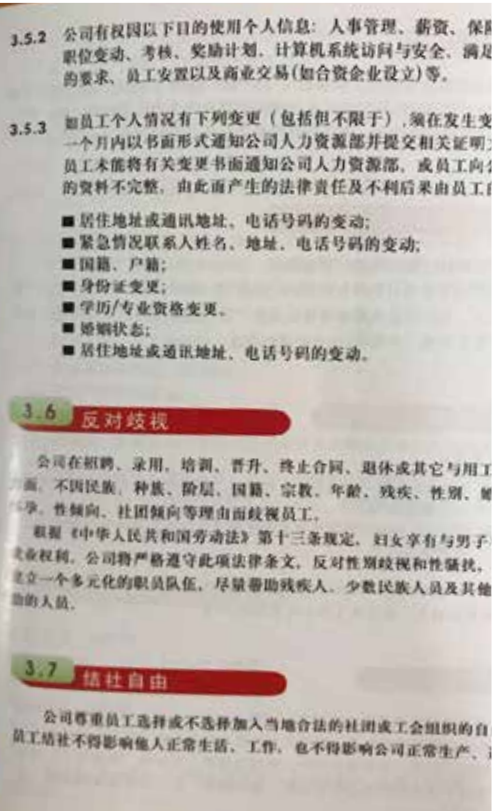 3.5.2 公司有权因以下目的使用个人信息：人事管理、薪资、保
职位变动、考核、奖励计划、计算机系统访问与安全、满足
的要求、员工安置以及商业交易(如合资企业设立)等。
3.5.3 如员工个人情况有下列变更（包括但不限于）,须在发生变
一个月内以书面形式通知公司人力资源部并提交相关证明
员工未能将有关变更书面通知公司人力资源部，或员工向
的资料不完整，由此而产生的法律责任及不利后果由员工
■居住地址或通讯地址、电话号码的变动;
■紧急情况联系人姓名、地址、电话号码的变动;
■国籍、户籍;
■身份证变更;
■学历/专业资格变更。
■婚姻状态;
■居住地址或通讯地址、电话号码的变动。
3.6 反对歧视
公司在招聘、录用、培训、晋升、终止合同、退休或其它与用工
方面，不因民族、种族、阶层、国籍、宗教、年龄、残疾、性别、
怀孕、性倾向、社团倾向等理由而歧视员工。
根据《中华人民共和国劳动法》第十三条规定，妇女享有与男子
就业权利，公司将严格遵守此项法律条文，反对性别歧视和性骚扰，
建立一个多元化的职员队伍，尽量帮助残疾人、少数民族人员及其他
助的人员。
3.7 结社自由
公司尊重员工选择或不选择加入当地合法的社团或工会组织的自
员工结社不得影响他人正常生活、工作，也不得影响公司正常生产、